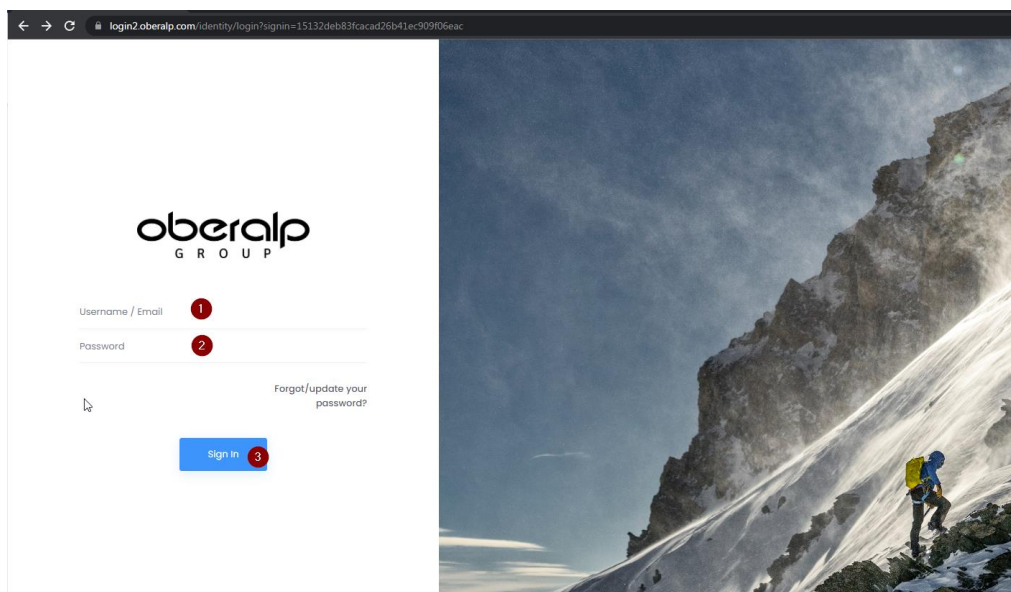 login2.oberalp.com/identity/login?signin=15132deb83fcacad26b41ec909f06eac
oberalp
GROUP
Username / Email 1
Password 2
Forgot/update your
password?
Sign In 3